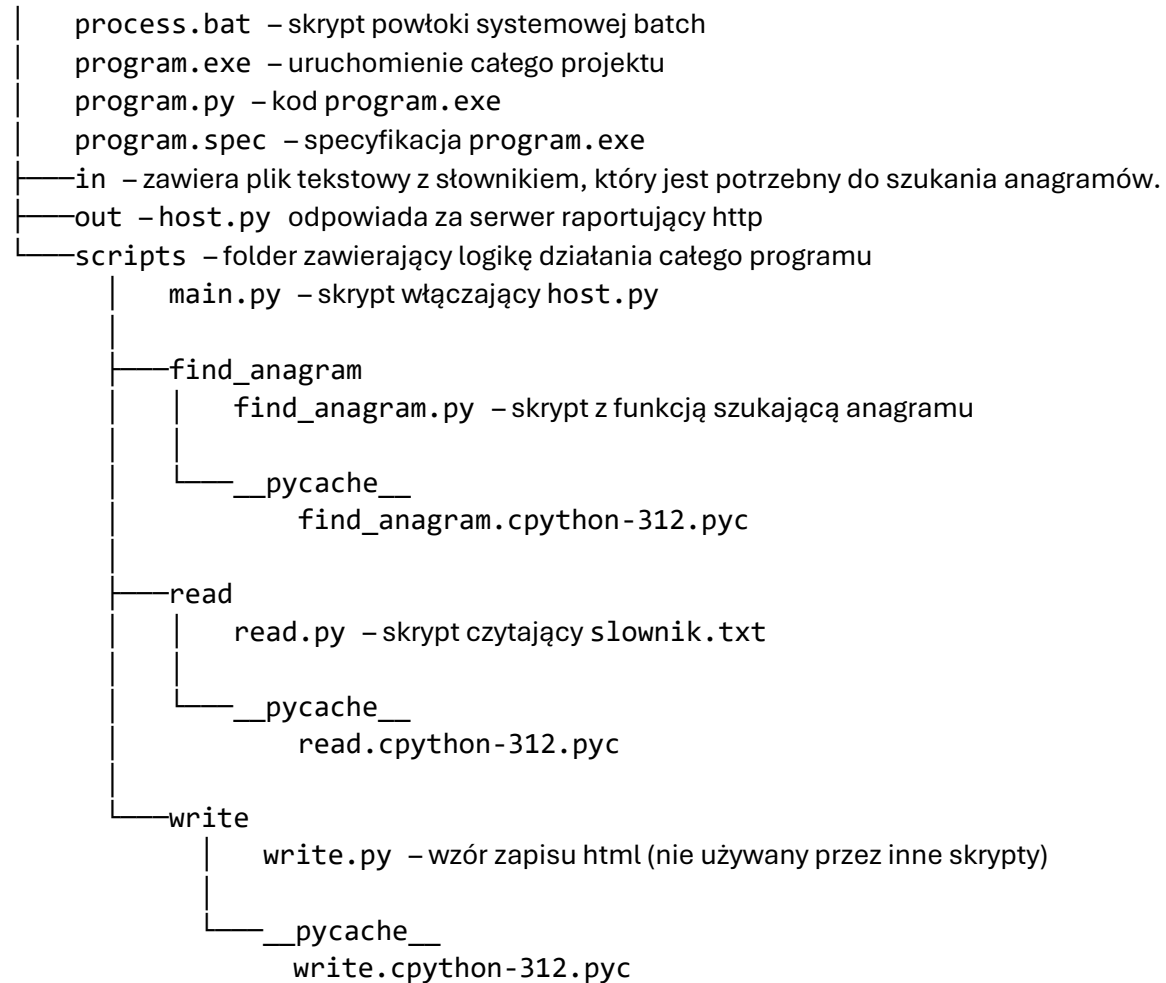 │ process.bat – skrypt powłoki systemowej batch
│ program.exe – uruchomienie całego projektu
│ program.py – kod program.exe
│ program.spec – specyfikacja program.exe
├───in – zawiera plik tekstowy z słownikiem, który jest potrzebny do szukania anagramów.
├───out – host.py odpowiada za serwer raportujący http
└───scripts – folder zawierający logikę działania całego programu
│ main.py – skrypt włączający host.py
│
├───find_anagram
│ │ find_anagram.py – skrypt z funkcją szukającą anagramu
│ │
│ └───__pycache__
│ find_anagram.cpython-312.pyc
│
├───read
│ │ read.py – skrypt czytający slownik.txt
│ │
│ └───__pycache__
│ read.cpython-312.pyc
│
└───write
│ write.py – wzór zapisu html (nie używany przez inne skrypty)
│
└───__pycache__
write.cpython-312.pyc